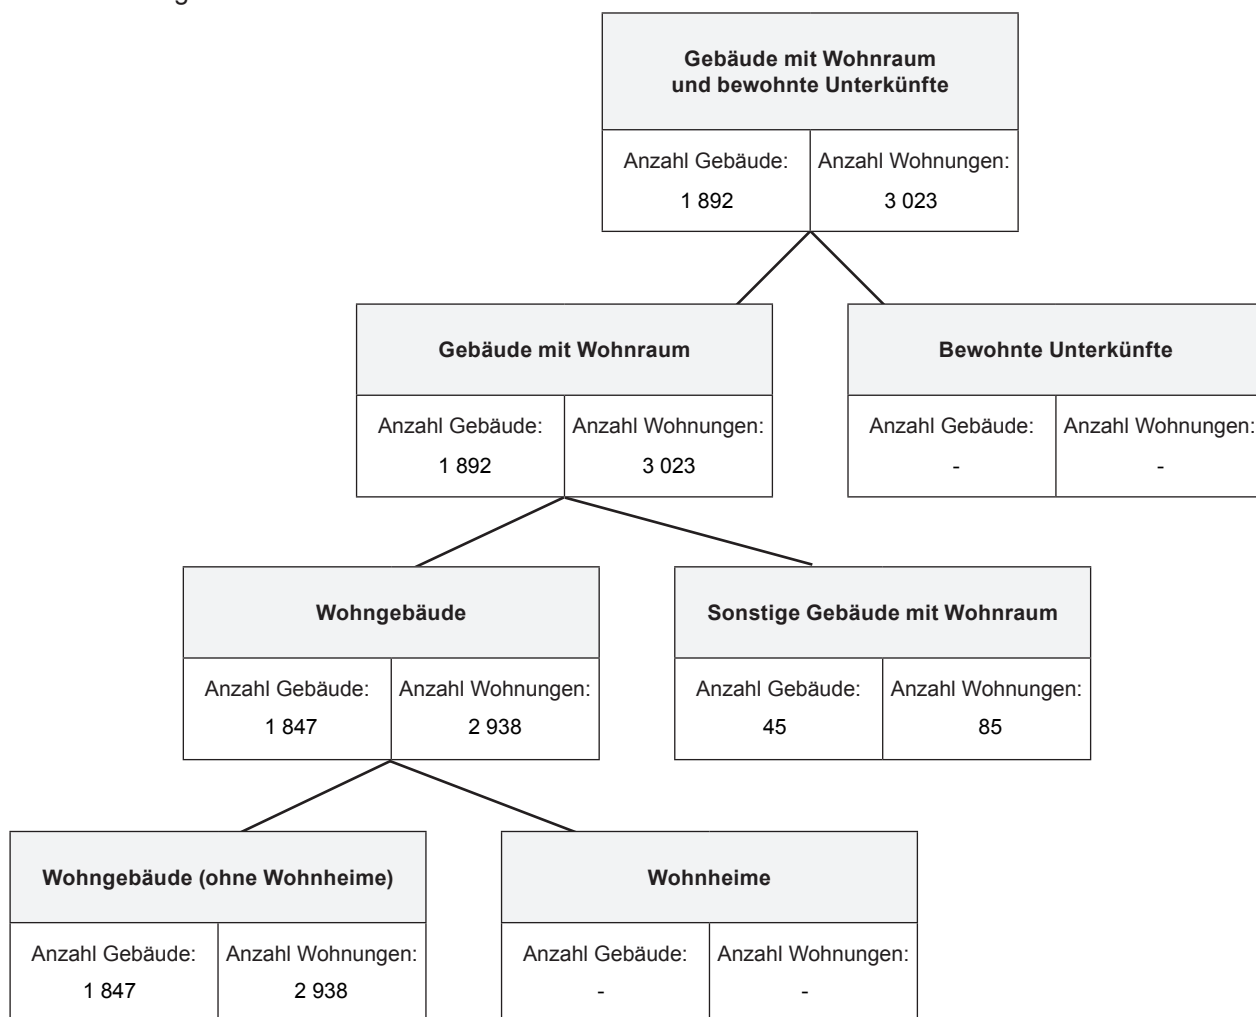 Gebäude mit Wohnraum
und bewohnte Unterkünfte
Anzahl Gebäude: Anzahl Wohnungen:
1 892 3 023
Gebäude mit Wohnraum Bewohnte Unterkünfte
Anzahl Gebäude: Anzahl Wohnungen: Anzahl Gebäude: Anzahl Wohnungen:
1 892 3 023 - -
Wohngebäude Sonstige Gebäude mit Wohnraum
Anzahl Gebäude: Anzahl Wohnungen: Anzahl Gebäude: Anzahl Wohnungen:
1 847 2 938 45 85
Wohngebäude (ohne Wohnheime) Wohnheime
Anzahl Gebäude: Anzahl Wohnungen: Anzahl Gebäude: Anzahl Wohnungen:
1 847 2 938 - -